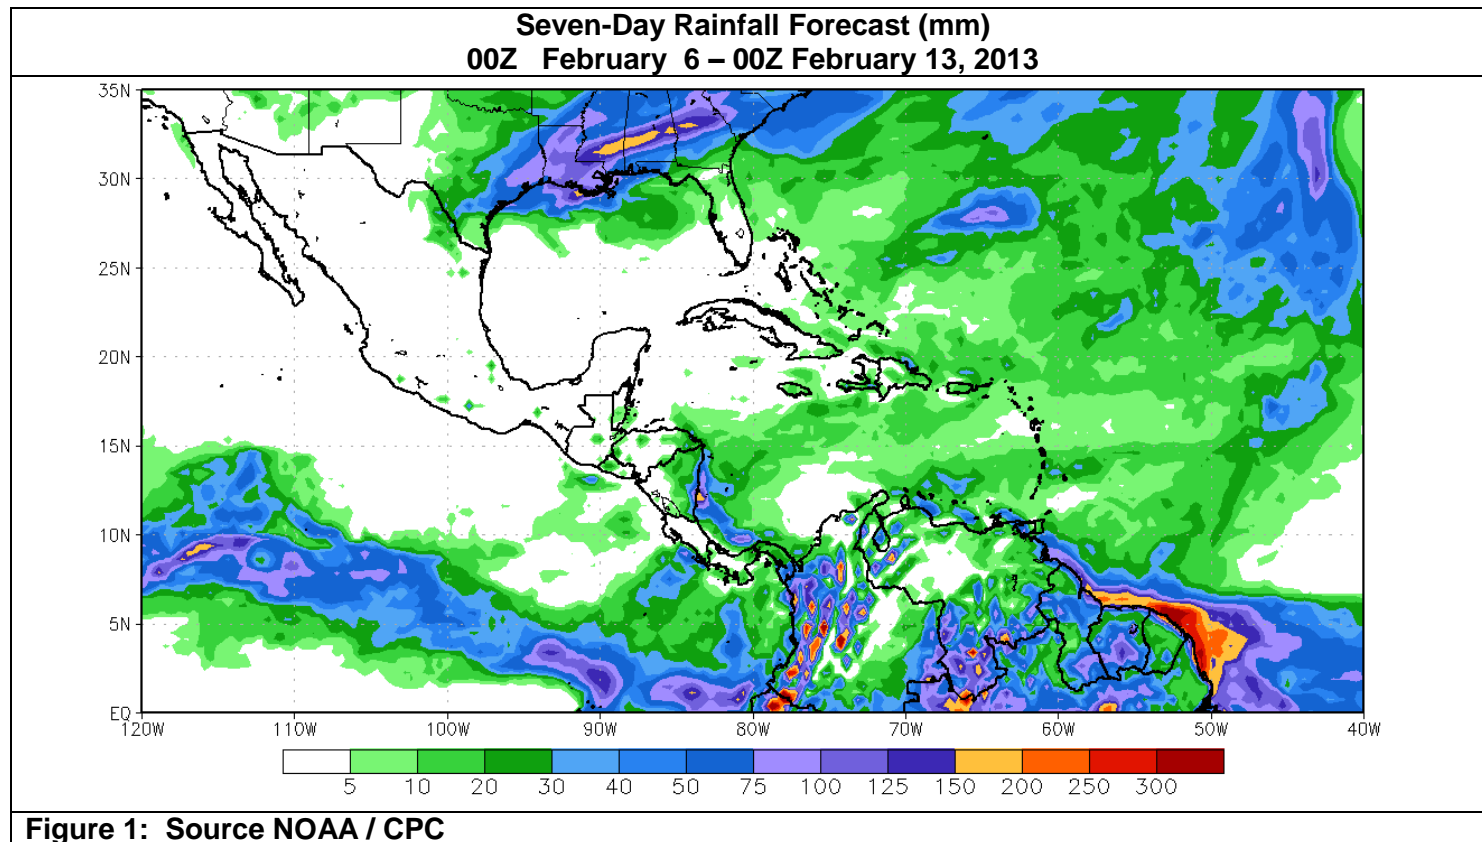 Seven-Day Rainfall Forecast (mm)
00Z February 6 – 00Z February 13, 2013
35N
30N
25N
20N
15N
10N
5N
EQ
120W 110W 100W 90W 80W 70W 60W 50W 40W
5 10 20 30 40 50 75 100 125 150 200 250 300
Figure 1: Source NOAA / CPC